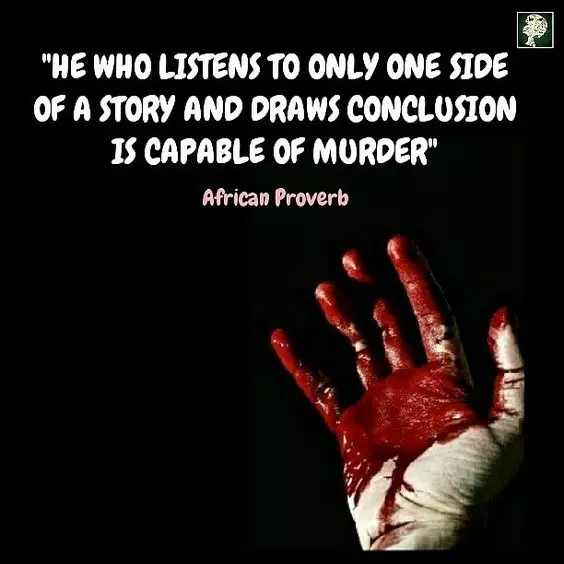 "HE WHO LISTENS TO ONLY ONE SIDE
OF A STORY AND DRAWS CONCLUSION
IS CAPABLE OF MURDER"
African Proverb